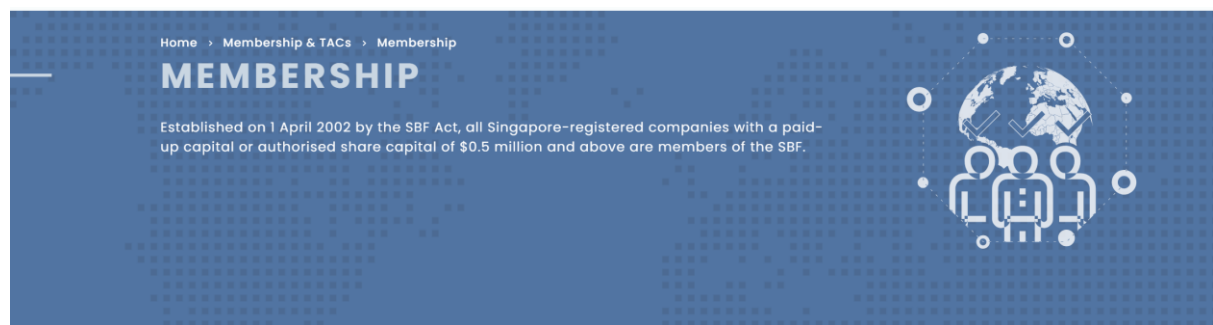 Home > Membership & TACs > Membership
MEMBERSHIP
Established on 1 April 2002 by the SBF Act, all Singapore-registered companies with a paid-
up capital or authorised share capital of $0.5 million and above are members of the SBF.